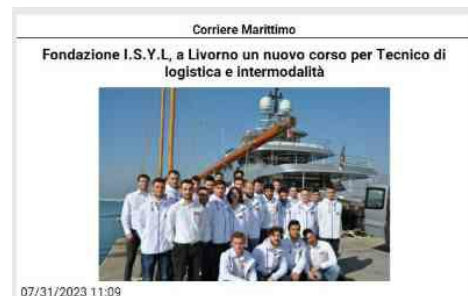 Corriere Marittimo
Fondazione I.S.Y.L, a Livorno un nuovo corso per Tecnico di
logistica e intermodalità
07/31/2023 11:09